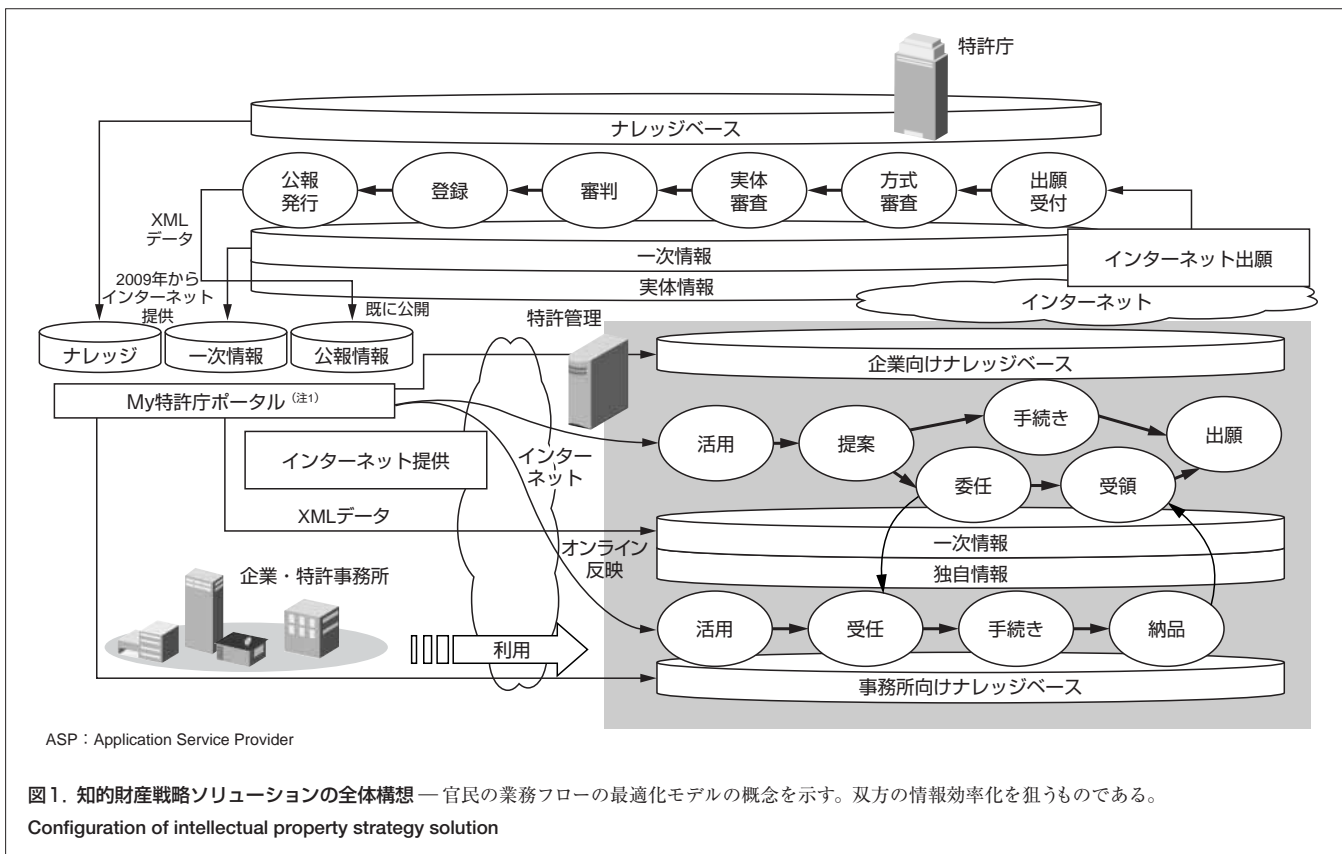 特許庁
ナレッジベース
公報
発行
登録
審判
実体
審査
方式
審査
出願
受付
XML
データ
一次情報
実体情報
インターネット出願
インターネット
2009年から
インターネット
提供
既に公開
ナレッジ
一次情報
公報情報
特許管理
企業向けナレッジベース
My特許庁ポータル(注1)
インターネット提供
インター
ネット
活用
提案
手続き
出願
委任
受領
XMLデータ
一次情報
独自情報
オンライン
反映
企業・特許事務所
利用
活用
受任
手続き
納品
事務所向けナレッジベース
ASP:Application Service Provider
図1. 知的財産戦略ソリューションの全体構想 — 官民の業務フローの最適化モデルの概念を示す。双方の情報効率化を狙うものである。
Configuration of intellectual property strategy solution